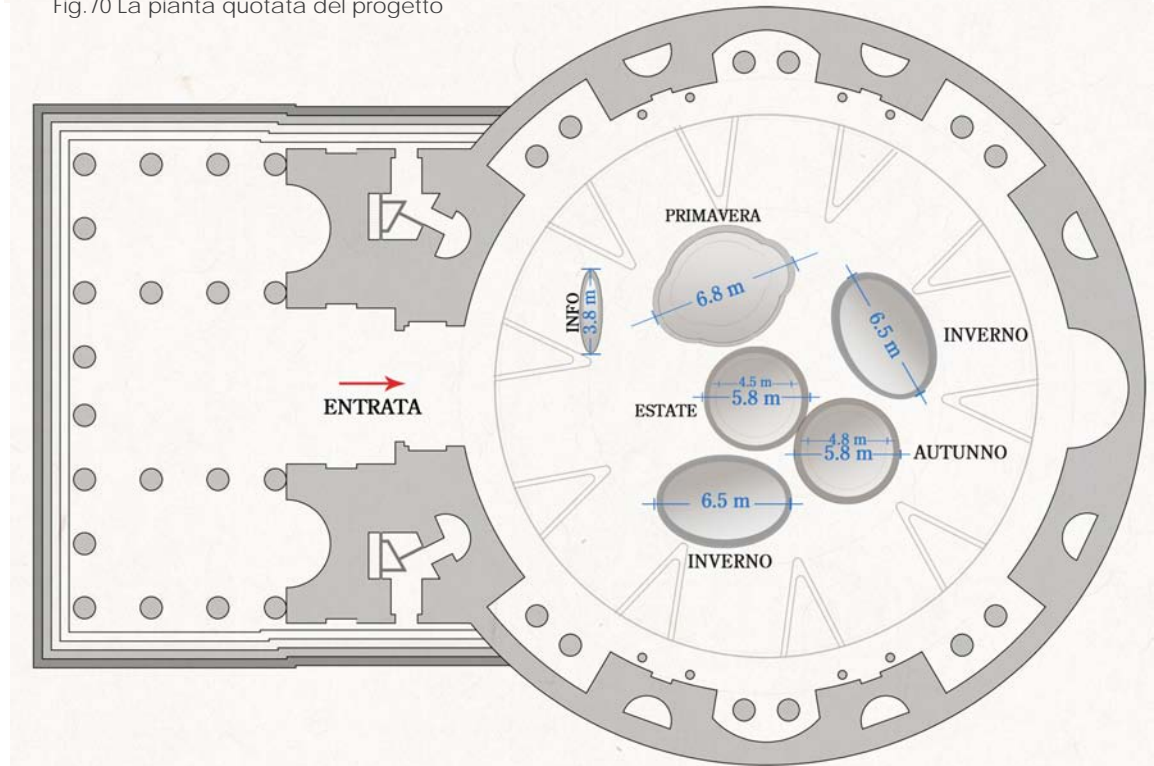 Fig.70 La pianta quotata del progetto
PRIMAVERA
6.8 m
INFO
3.8 m
6.5 m
INVERNO
ENTRATA
4.5 m
5.8 m
ESTATE
4.8 m
5.8 m
AUTUNNO
6.5 m
INVERNO